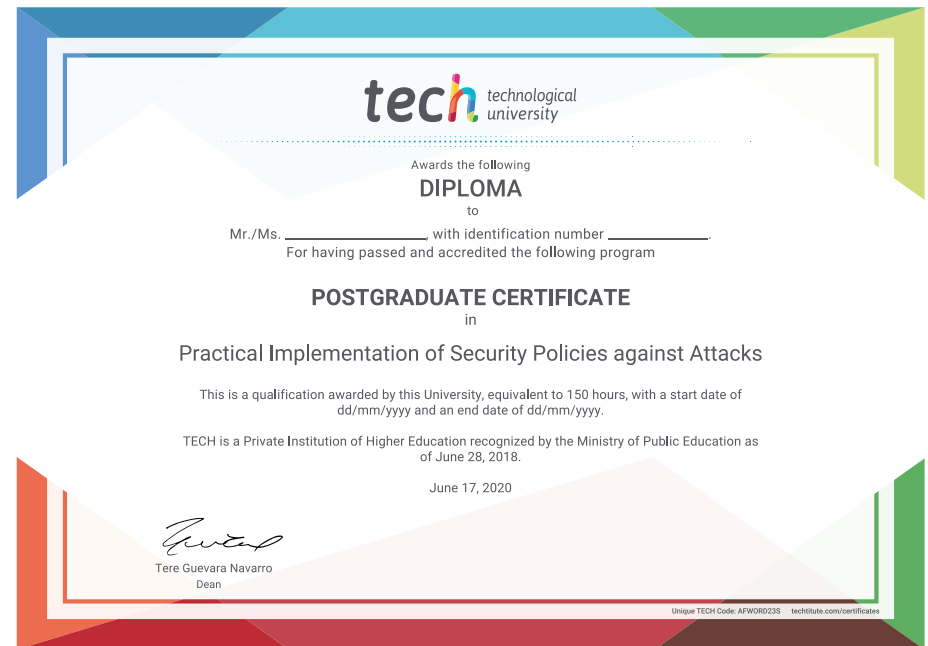 tech technological
university
Awards the following
DIPLOMA
to
Mr./Ms. ____________________, with identification number ______________.
For having passed and accredited the following program
POSTGRADUATE CERTIFICATE
in
Practical Implementation of Security Policies against Attacks
This is a qualification awarded by this University, equivalent to 150 hours, with a start date of
dd/mm/yyyy and an end date of dd/mm/yyyy.
TECH is a Private Institution of Higher Education recognized by the Ministry of Public Education as
of June 28, 2018.
June 17, 2020
Tere Guevara Navarro
Dean
Unique TECH Code: AFWORD23S techtitute.com/certificates